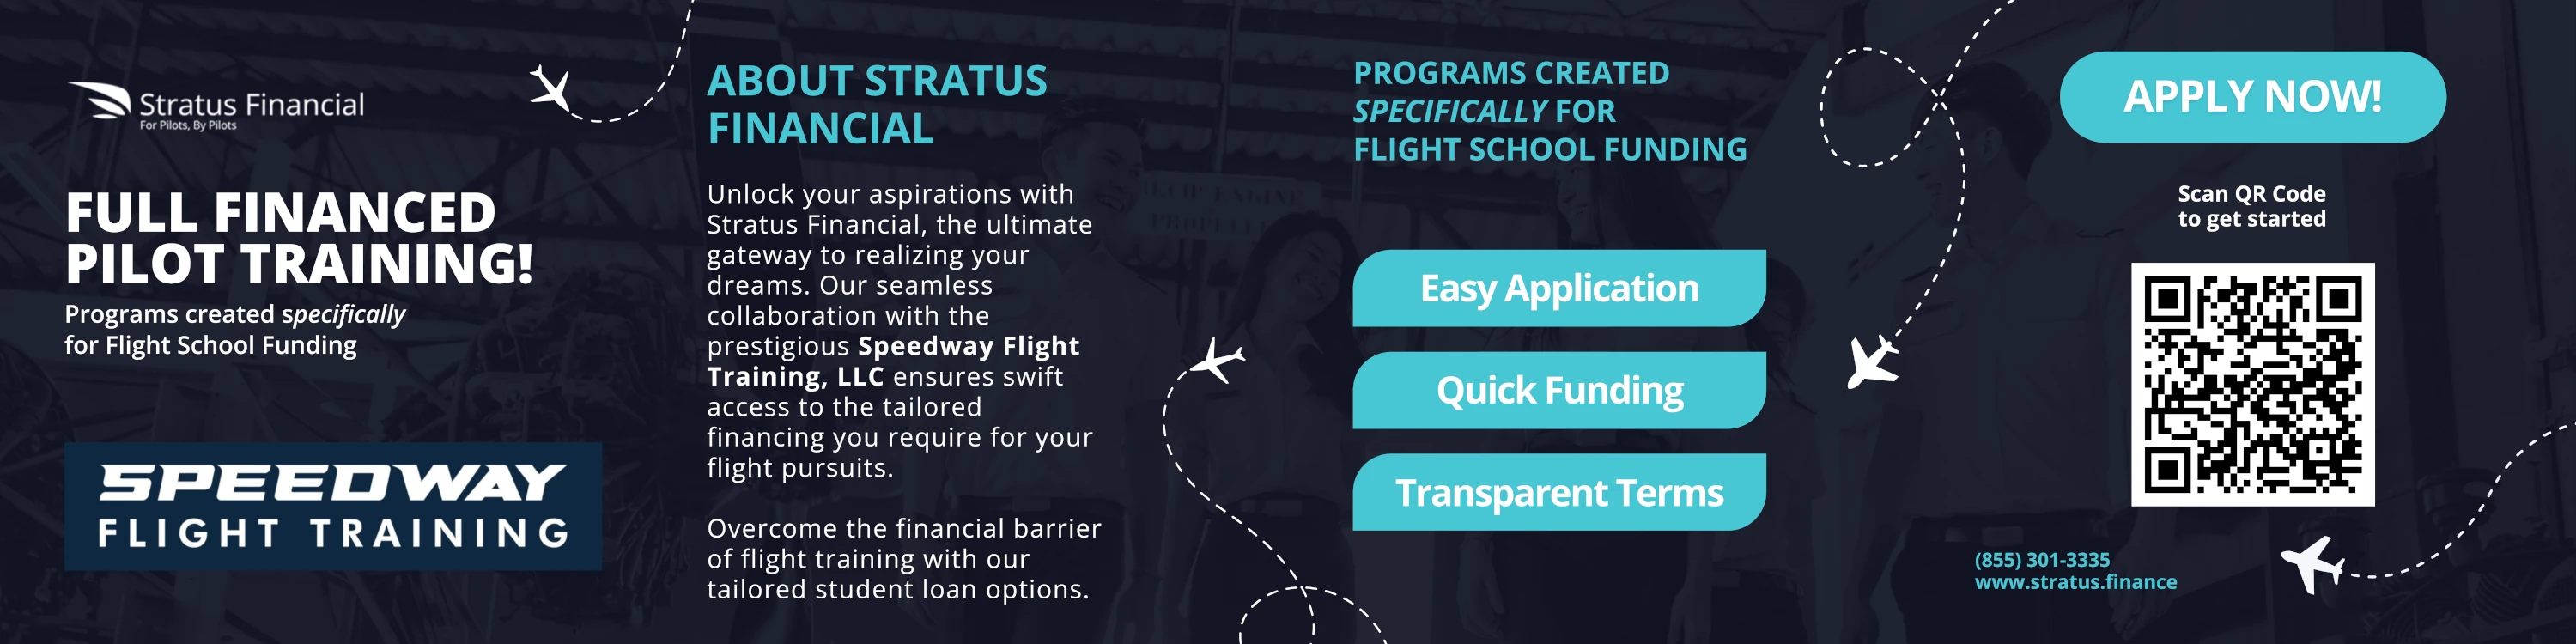 Stratus Financial
For Pilots, By Pilots
FULL FINANCED
PILOT TRAINING!
Programs created specifically
for Flight School Funding
SPEEDWAY
FLIGHT TRAINING
ABOUT STRATUS
FINANCIAL
Unlock your aspirations with
Stratus Financial, the ultimate
gateway to realizing your
dreams. Our seamless
collaboration with the
prestigious Speedway Flight
Training, LLC ensures swift
access to the tailored
financing you require for your
flight pursuits.
Overcome the financial barrier
of flight training with our
tailored student loan options.
PROGRAMS CREATED
SPECIFICALLY FOR
FLIGHT SCHOOL FUNDING
Easy Application
Quick Funding
Transparent Terms
APPLY NOW!
Scan QR Code
to get started
(855) 301-3335
www.stratus.finance